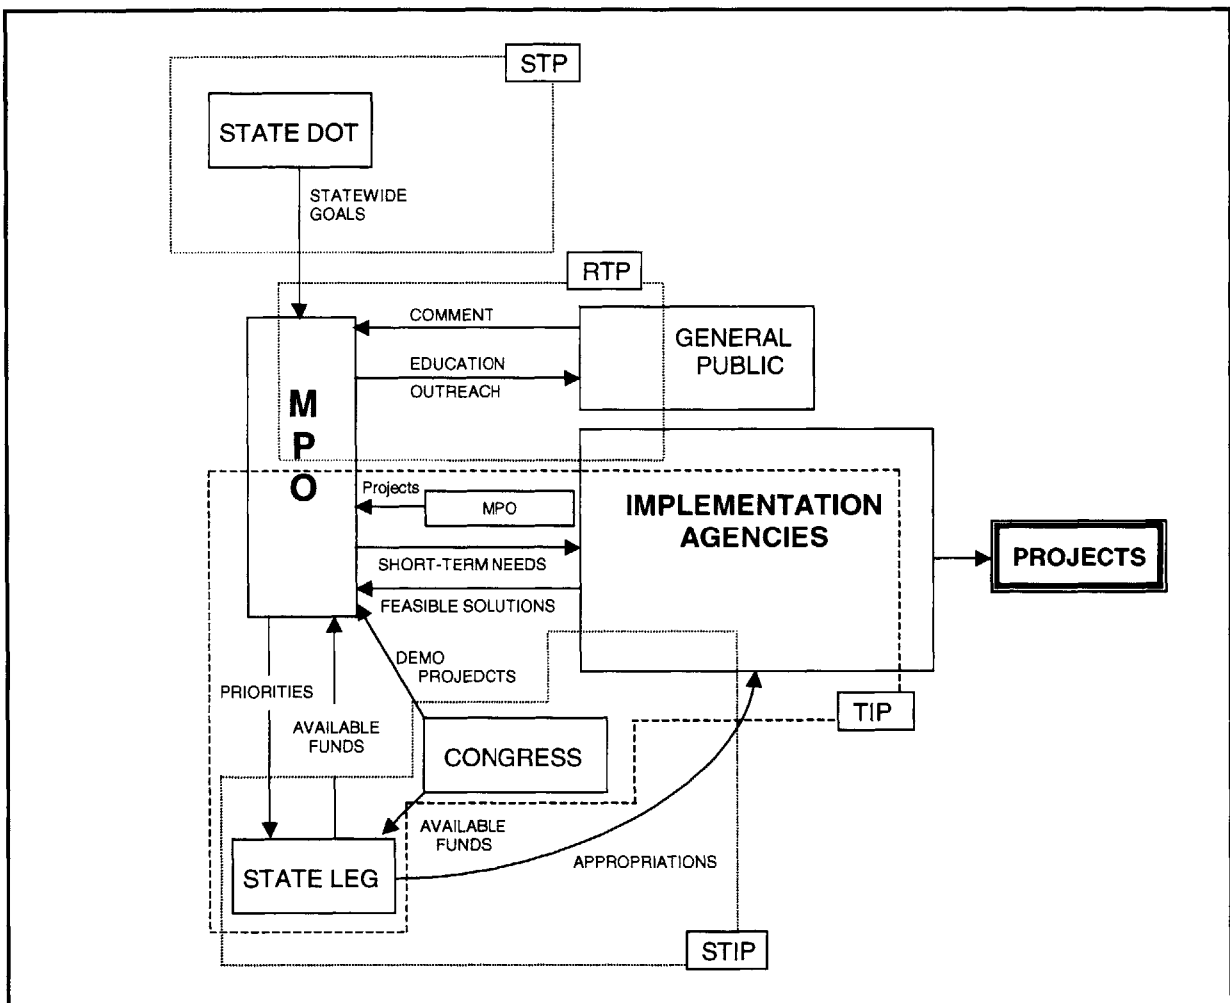 STP
STATE DOT
STATEWIDE
GOALS
RTP
COMMENT
GENERAL
PUBLIC
EDUCATION
OUTREACH
M
P
O
Projects
MPO
IMPLEMENTATION
AGENCIES
PROJECTS
SHORT-TERM NEEDS
FEASIBLE SOLUTIONS
DEMO
PROJEDCTS
PRIORITIES
AVAILABLE
FUNDS
TIP
CONGRESS
AVAILABLE
FUNDS
APPROPRIATIONS
STATE LEG
STIP